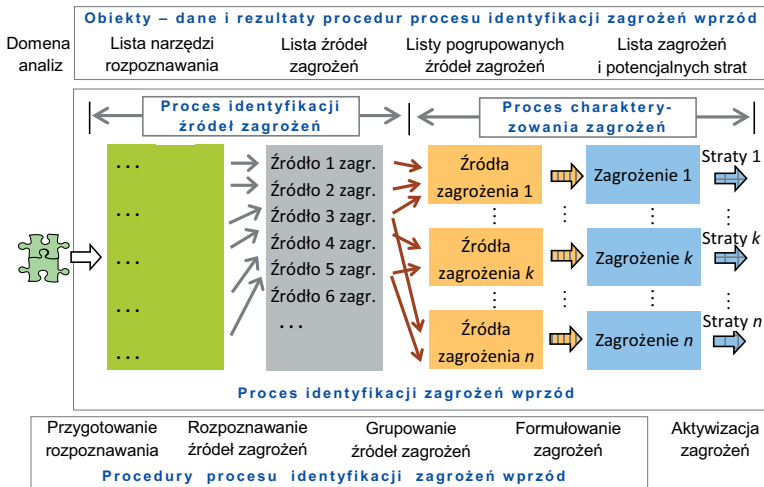 Obiekty – dane i rezultaty procedur procesu identyfikacji zagrożeń wprzód
Domena
analiz
Lista narzędzi
rozpoznawania
Lista źródeł
zagrożeń
Listy pogrupowanych
źródeł zagrożeń
Lista zagrożeń
i potencjalnych strat
Proces identyfikacji
źródeł zagrożeń
Proces charaktery-
zowania zagrożeń
...
...
...
...
...
Źródło 1 zagr.
Źródło 2 zagr.
Źródło 3 zagr.
Źródło 4 zagr.
Źródło 5 zagr.
Źródło 6 zagr.
...
Źródła
zagrożenia 1
Zagrożenie 1
Straty 1
Źródła
zagrożenia k
Zagrożenie k
Straty k
Źródła
zagrożenia n
Zagrożenie n
Straty n
Proces identyfikacji zagrożeń wprzód
Przygotowanie
rozpoznawania
Rozpoznawanie
źródeł zagrożeń
Grupowanie
źródeł zagrożeń
Formułowanie
zagrożeń
Aktywizacja
zagrożeń
Procedury procesu identyfikacji zagrożeń wprzód